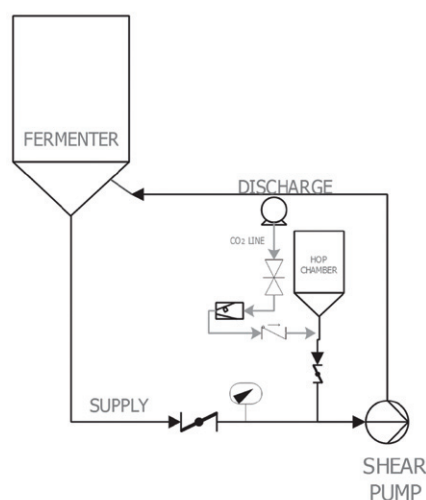 FERMENTER
DISCHARGE
CO₂ LINE
HOP
CHAMBER
SUPPLY
SHEAR
PUMP